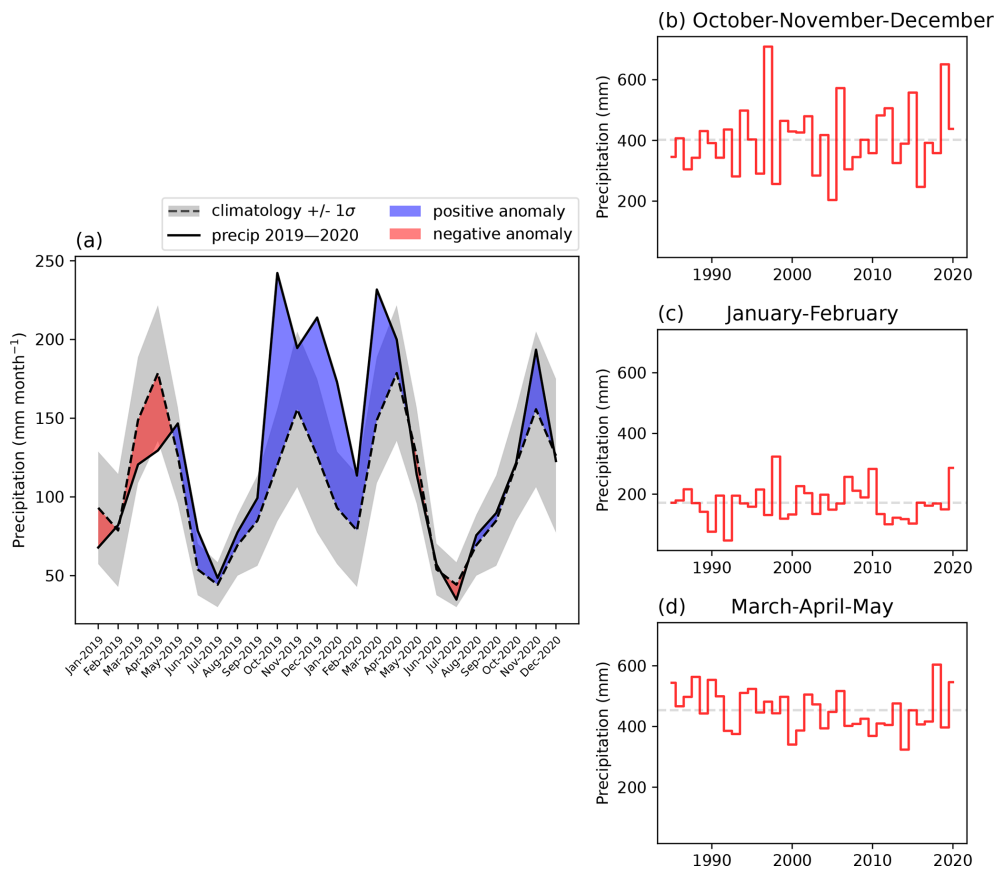 (a)
climatology +/- 1σ
precip 2019—2020
positive anomaly
negative anomaly
Precipitation (mm month⁻¹)
250
200
150
100
50
Jan-2019
Feb-2019
Mar-2019
Apr-2019
May-2019
Jun-2019
Jul-2019
Aug-2019
Sep-2019
Oct-2019
Nov-2019
Dec-2019
Jan-2020
Feb-2020
Mar-2020
Apr-2020
May-2020
Jun-2020
Jul-2020
Aug-2020
Sep-2020
Oct-2020
Nov-2020
Dec-2020
(b) October-November-December
Precipitation (mm)
600
400
200
1990 2000 2010 2020
(c) January-February
Precipitation (mm)
600
400
200
1990 2000 2010 2020
(d) March-April-May
Precipitation (mm)
600
400
200
1990 2000 2010 2020